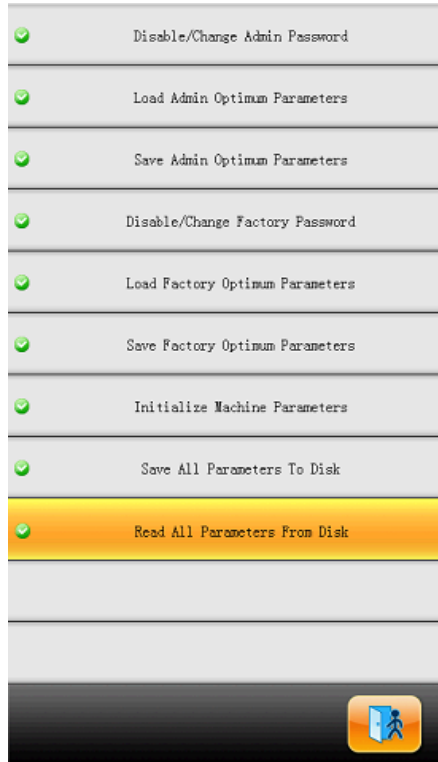 Disable/Change Admin Password
Load Admin Optimum Parameters
Save Admin Optimum Parameters
Disable/Change Factory Password
Load Factory Optimum Parameters
Save Factory Optimum Parameters
Initialize Machine Parameters
Save All Parameters To Disk
Read All Parameters From Disk